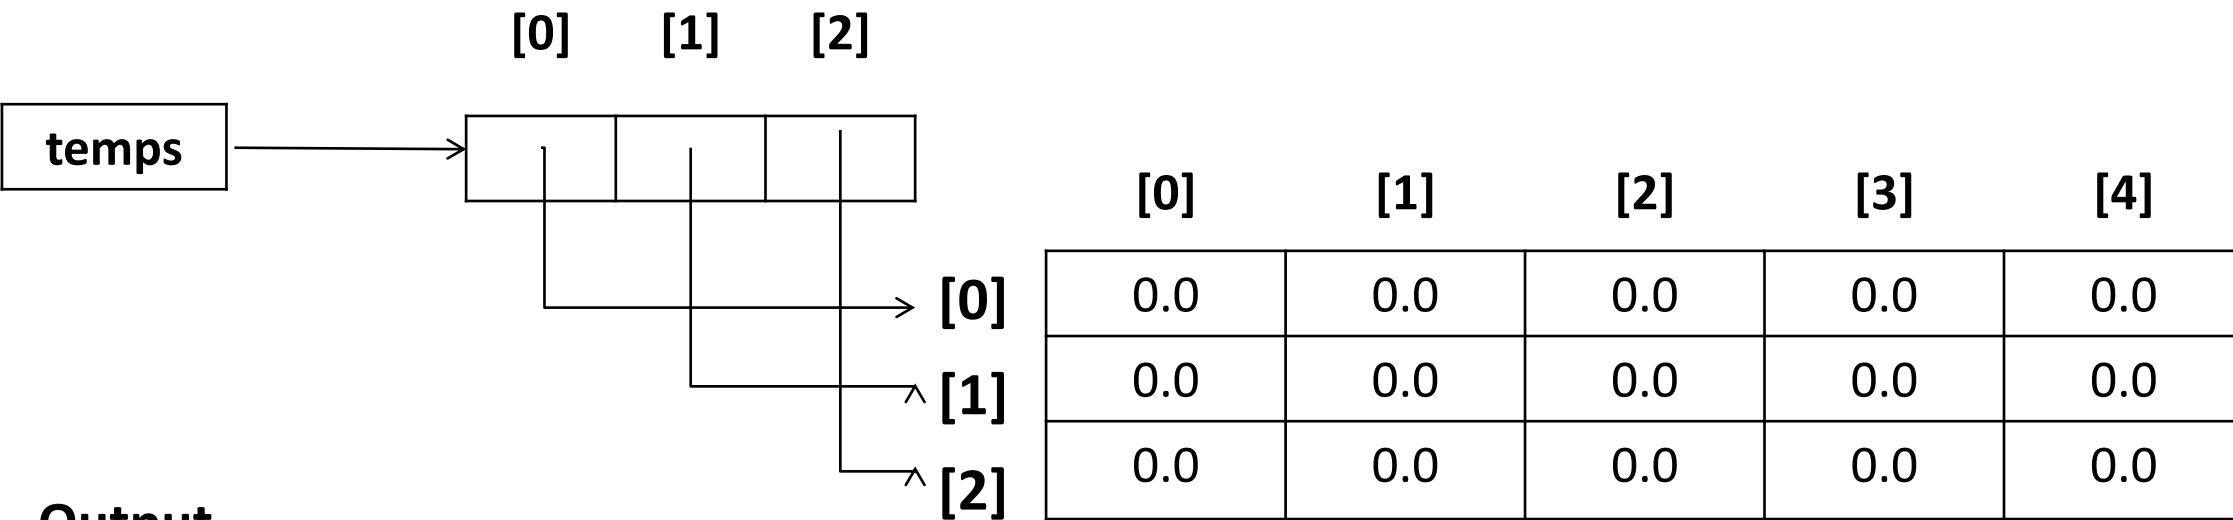 [0] [1] [2]
temps
[0] [1] [2] [3] [4]
[0] 0.0 0.0 0.0 0.0 0.0
[1] 0.0 0.0 0.0 0.0 0.0
[2] 0.0 0.0 0.0 0.0 0.0
Output